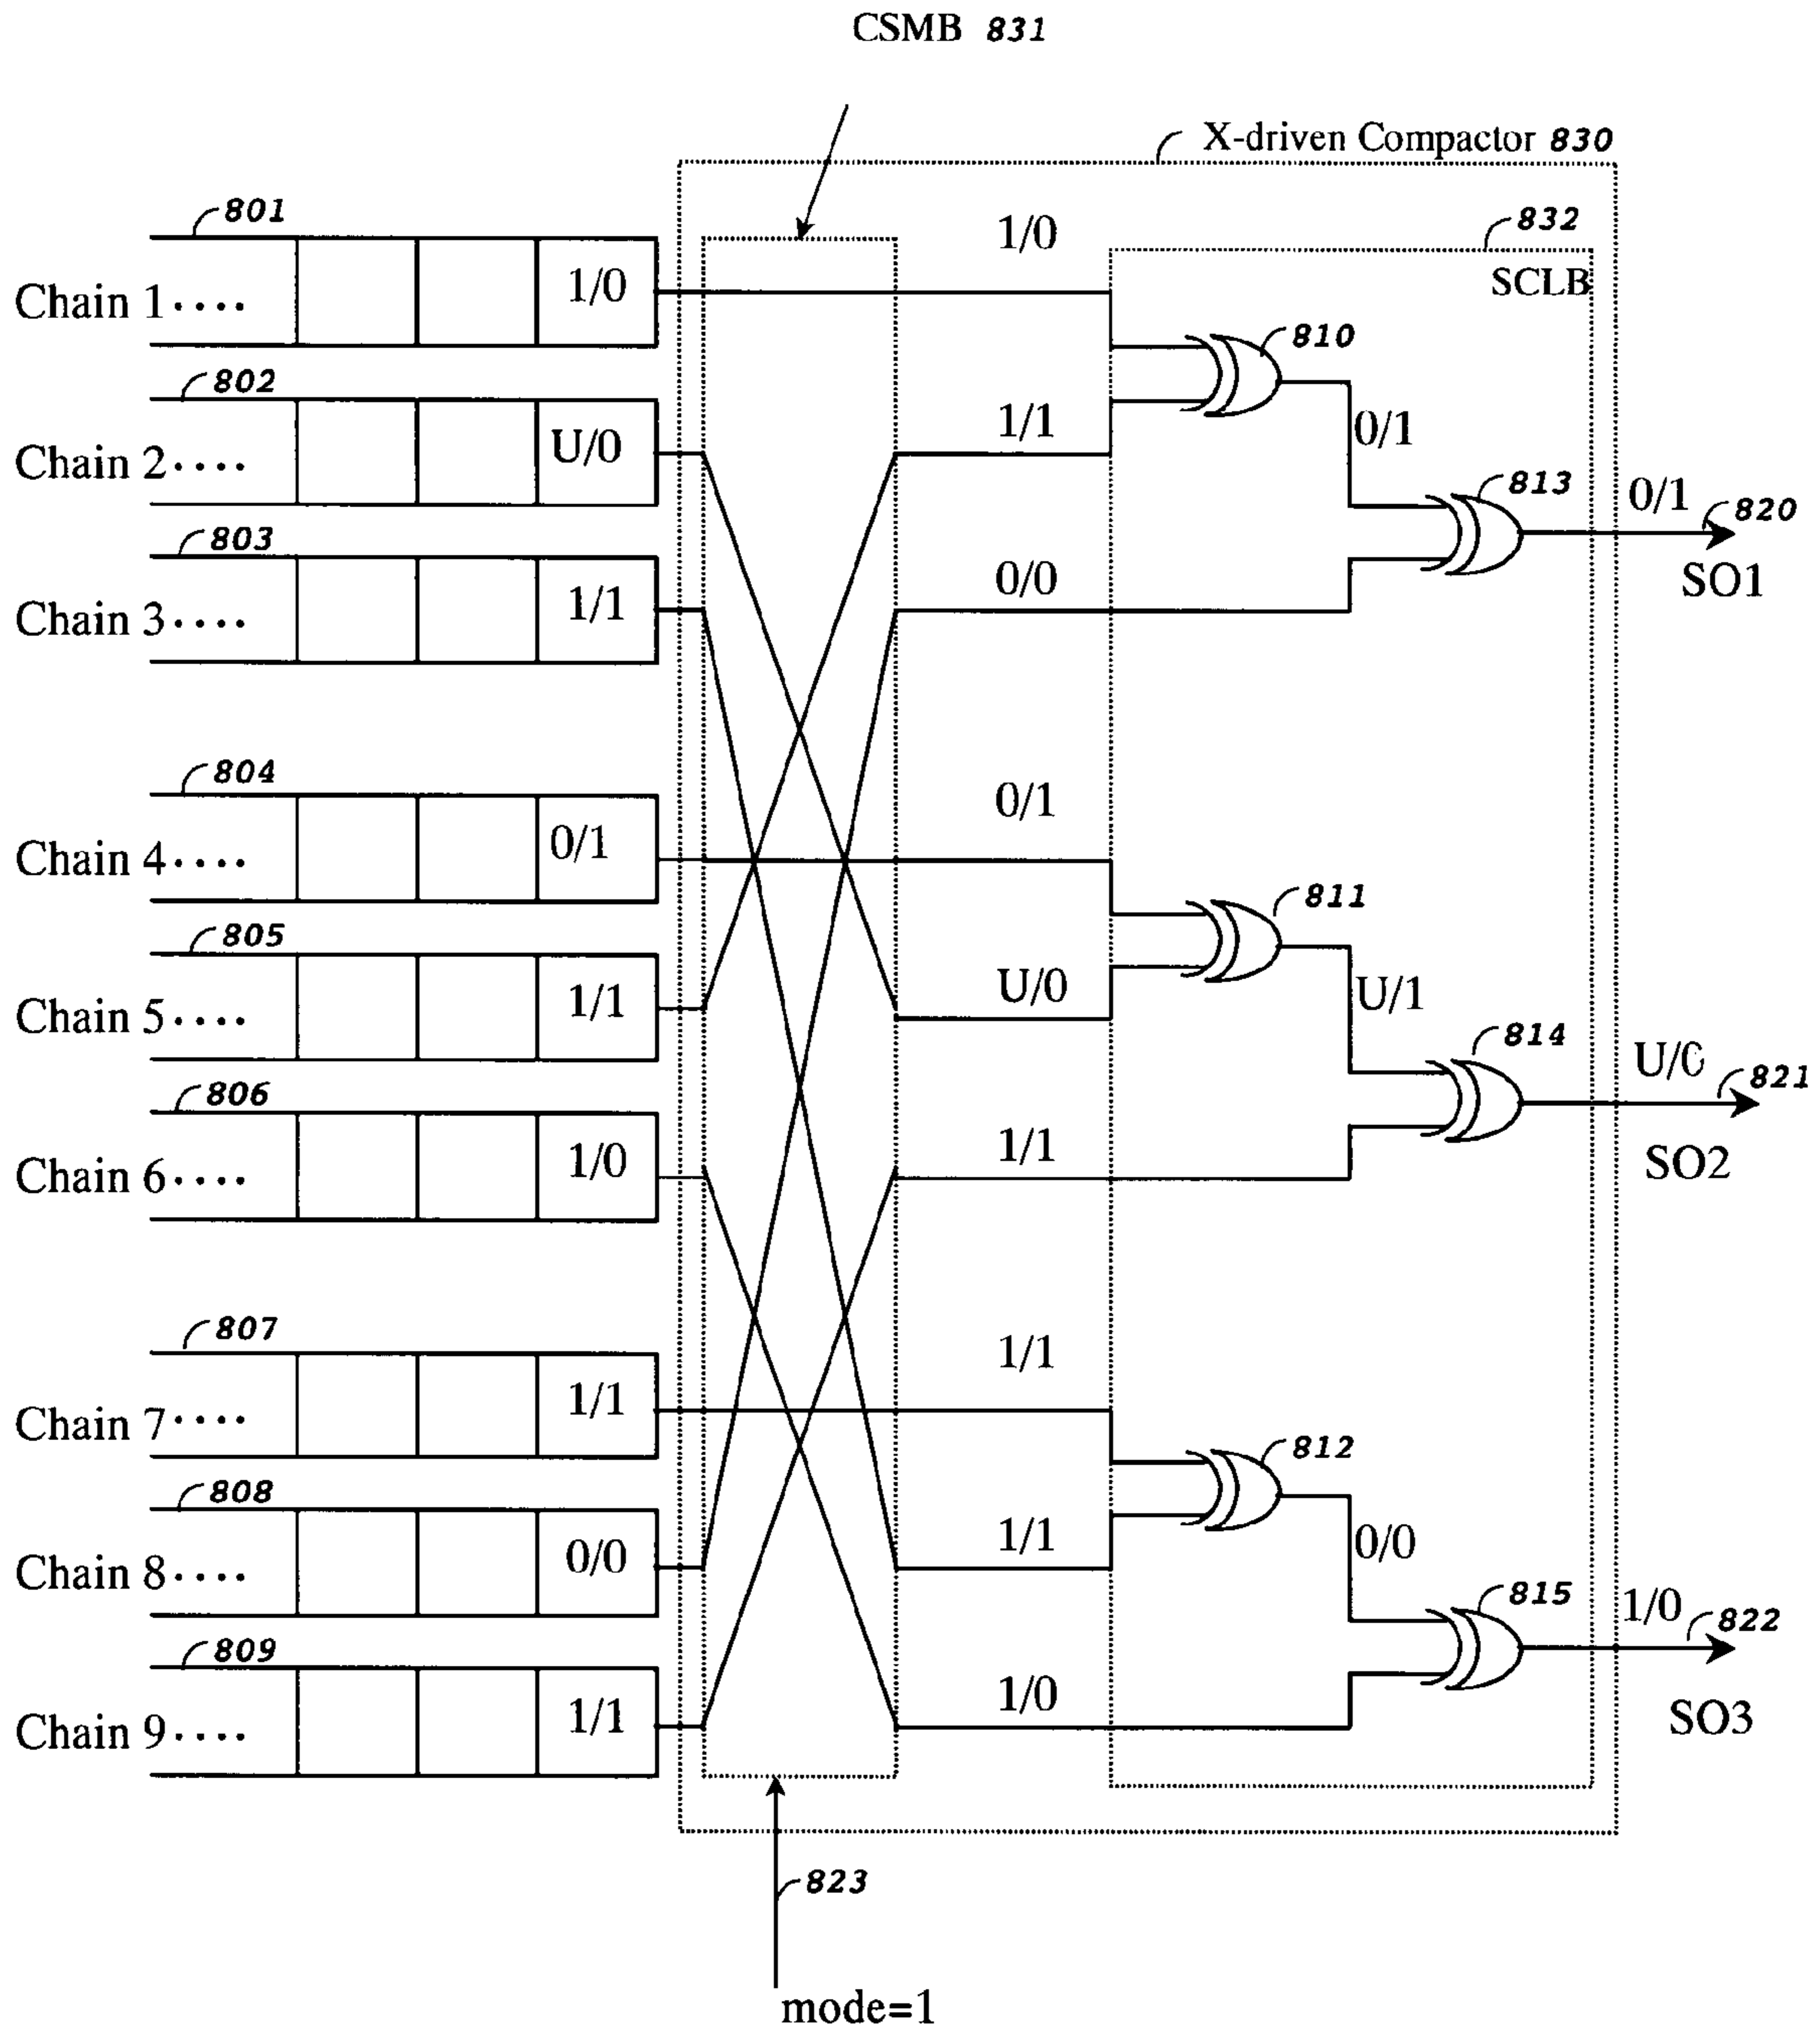 CSMB 831
X-driven Compactor 830
832
SCLB
801
Chain 1....
1/0
1/0
810
802
Chain 2....
U/0
1/1
0/1
803
Chain 3....
1/1
0/0
813
0/1
820
SO1
804
Chain 4....
0/1
0/1
811
805
Chain 5....
1/1
U/0
U/1
806
Chain 6....
1/0
1/1
814
U/0
821
SO2
807
Chain 7....
1/1
1/1
812
808
Chain 8....
0/0
1/1
0/0
809
Chain 9....
1/1
1/0
815
1/0
822
SO3
823
mode=1